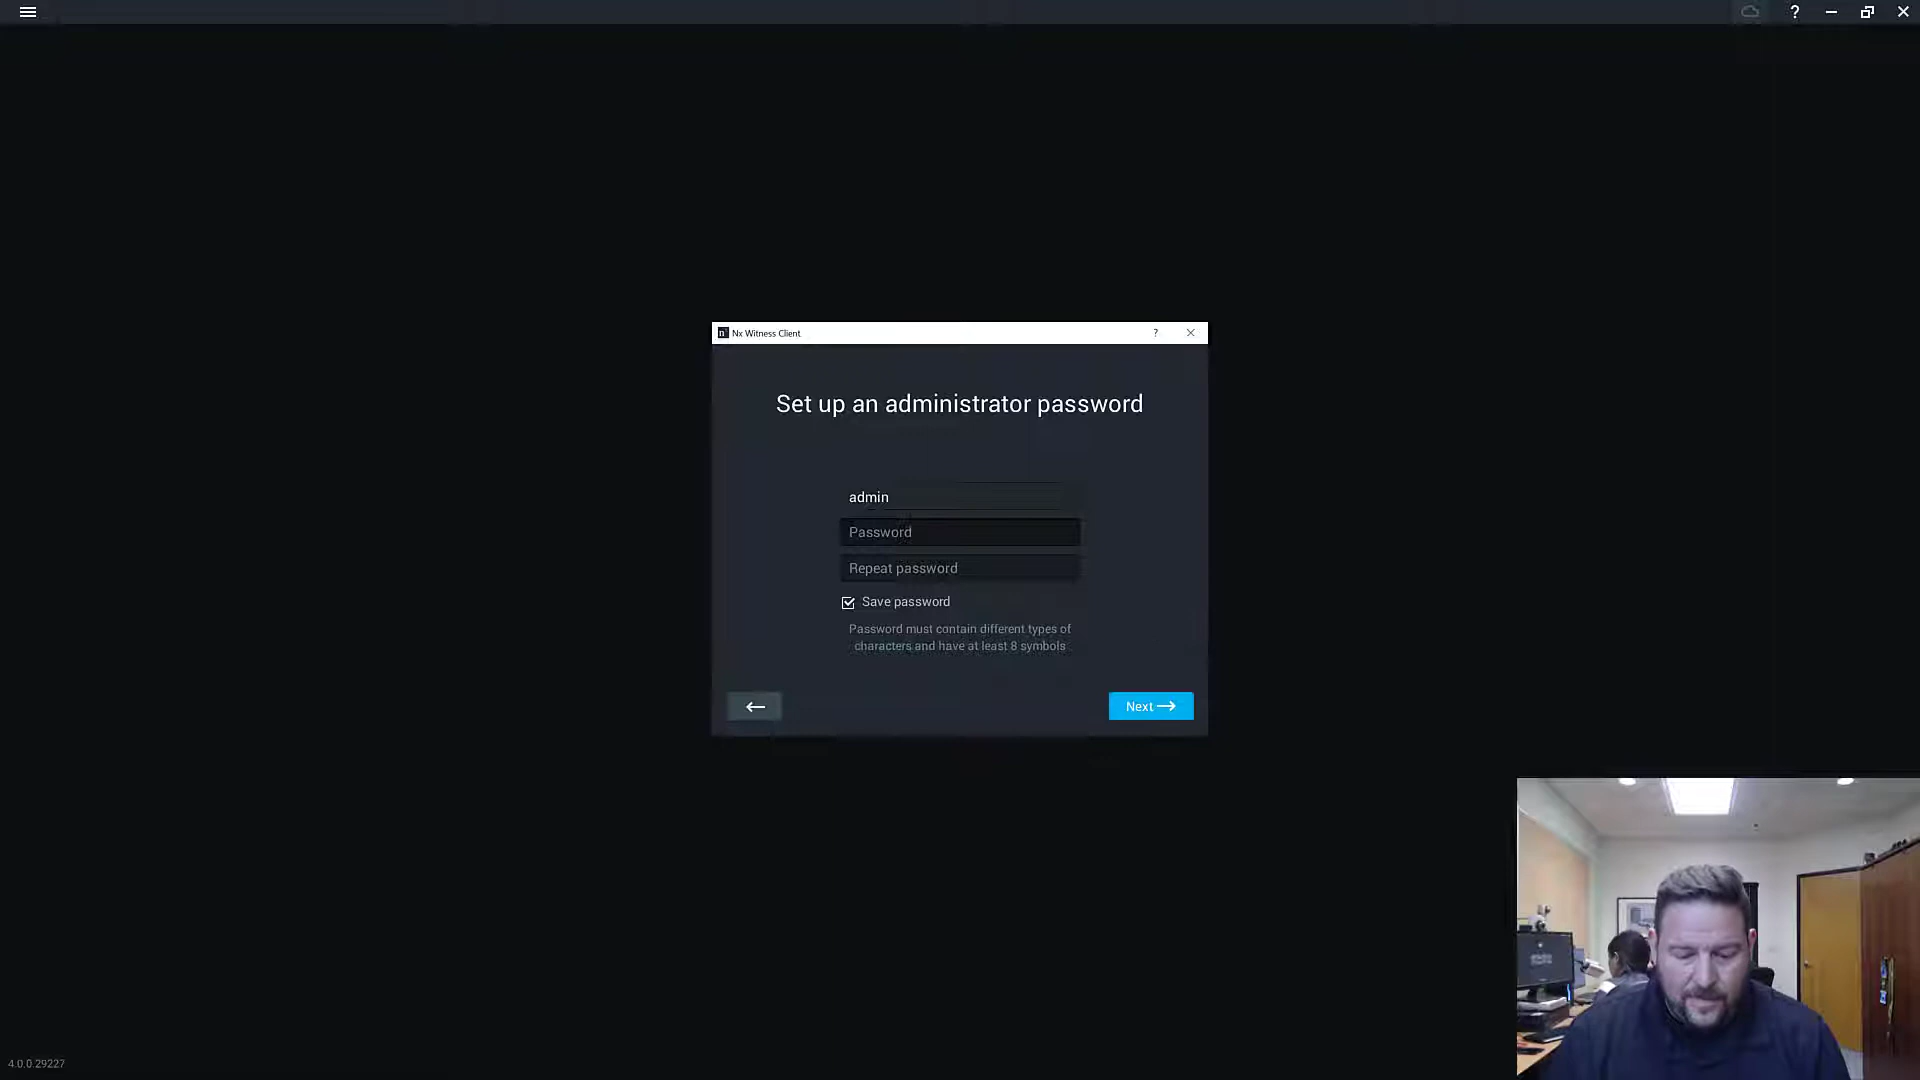 ?
Nx Witness Client
?
Set up an administrator password
admin
Password
Repeat password
Save password
Password must contain different types of
characters and have at least 8 symbols
Next
4.0.0.29227